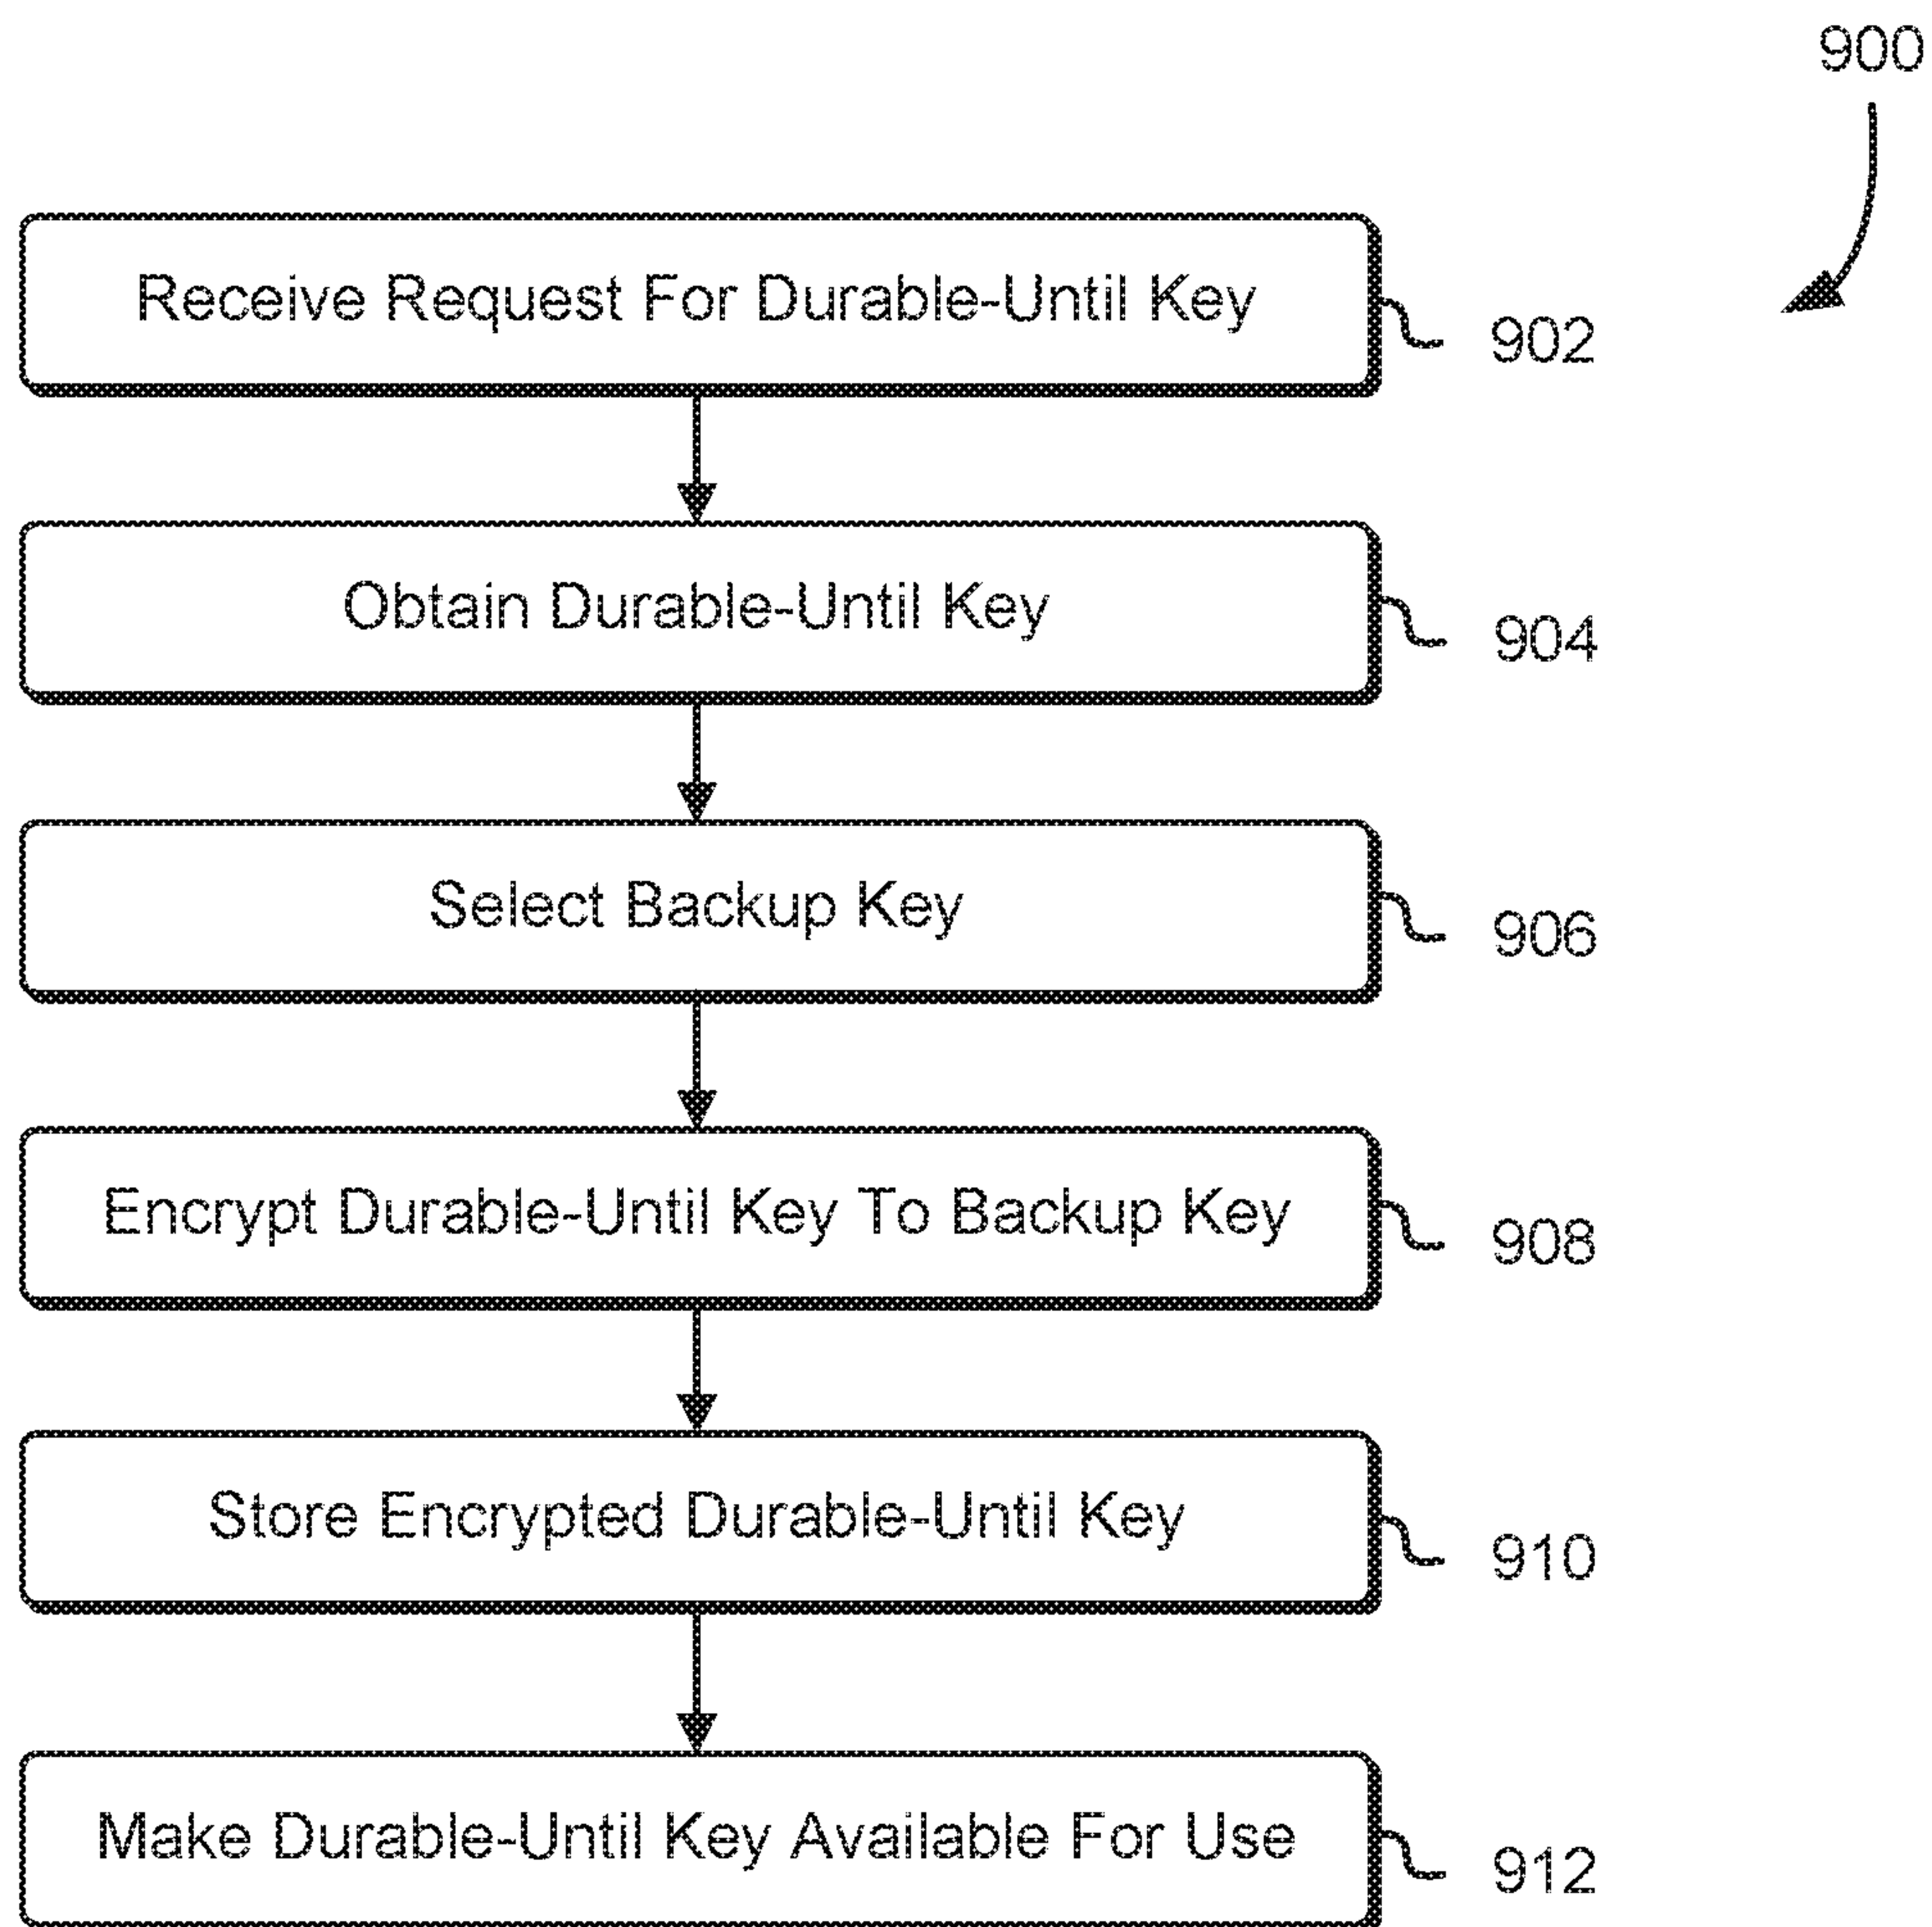 900
Receive Request For Durable-Until Key
902
Obtain Durable-Until Key
904
Select Backup Key
906
Encrypt Durable-Until Key To Backup Key
908
Store Encrypted Durable-Until Key
910
Make Durable-Until Key Available For Use
912